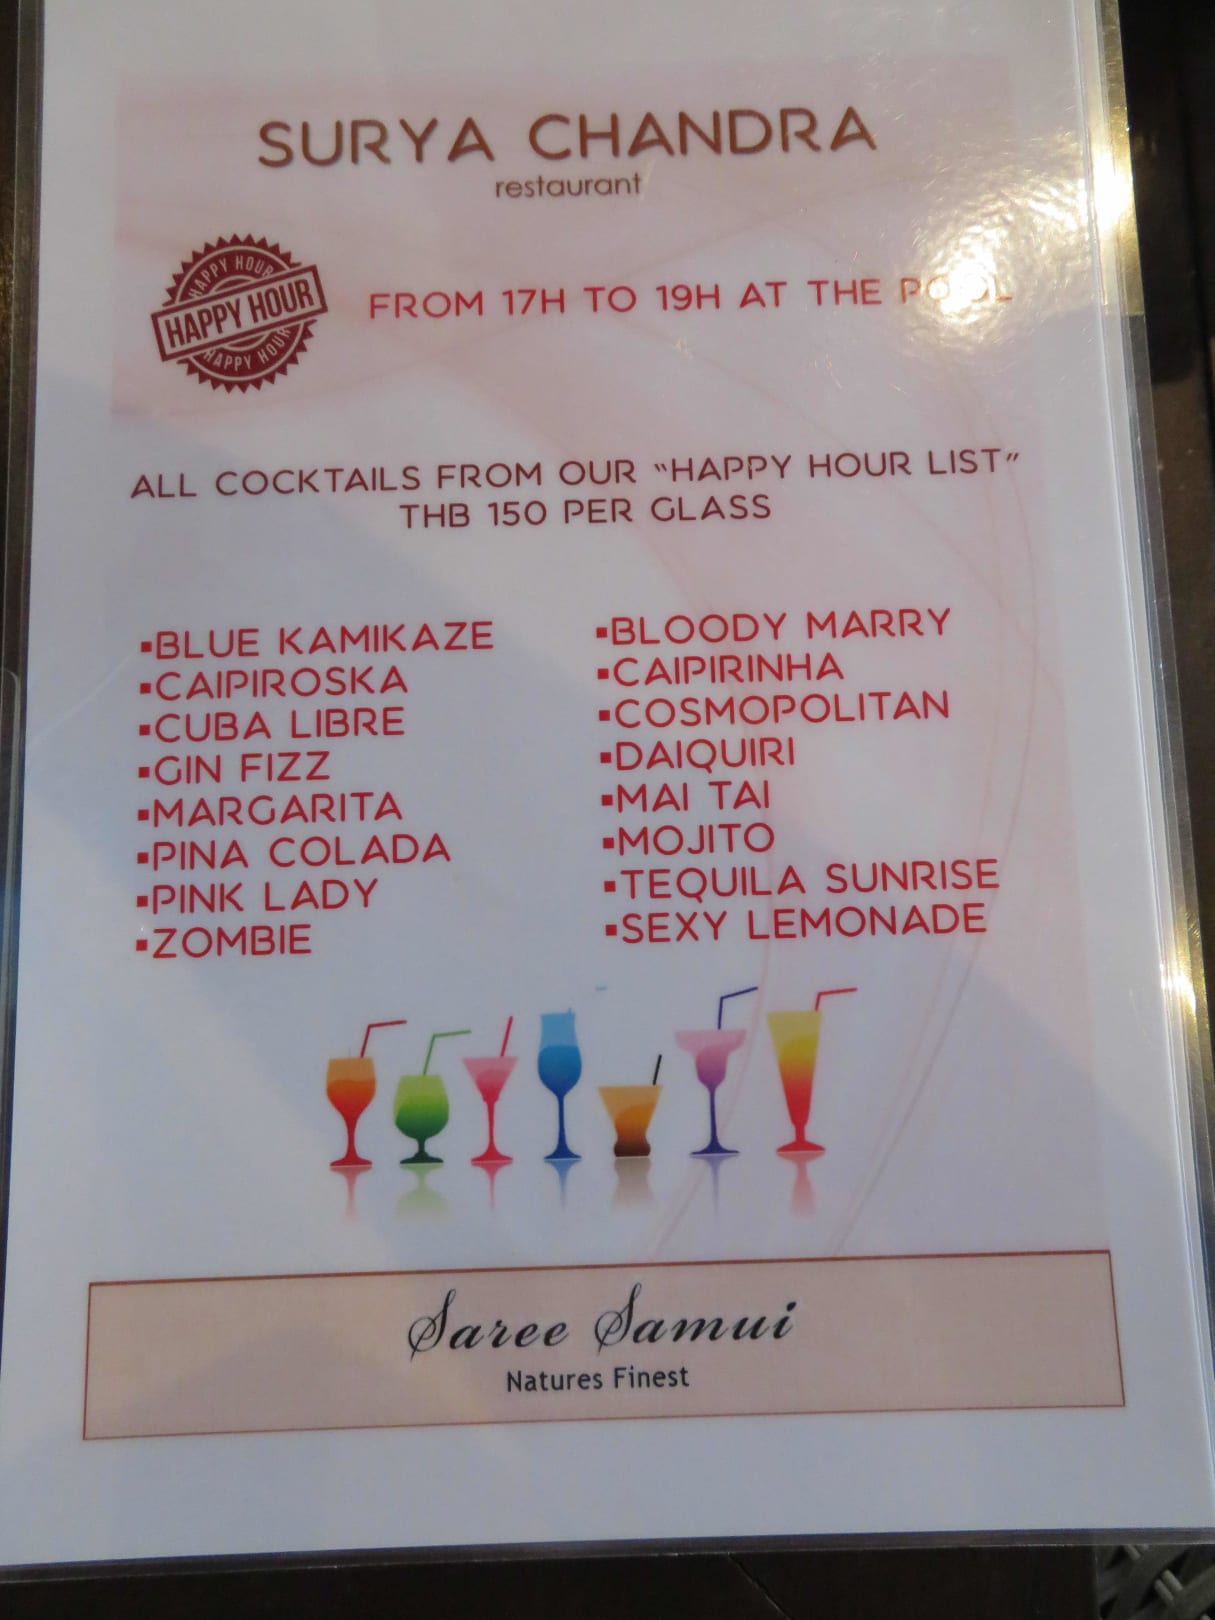 SURYA CHANDRA
restaurant
HAPPY HOUR
HAPPY HOUR
HAPPY HOUR
FROM 17H TO 19H AT THE POOL
ALL COCKTAILS FROM OUR “HAPPY HOUR LIST”
THB 150 PER GLASS
▪BLUE KAMIKAZE
▪CAIPIROSKA
▪CUBA LIBRE
▪GIN FIZZ
▪MARGARITA
▪PINA COLADA
▪PINK LADY
▪ZOMBIE
▪BLOODY MARRY
▪CAIPIRINHA
▪COSMOPOLITAN
▪DAIQUIRI
▪MAI TAI
▪MOJITO
▪TEQUILA SUNRISE
▪SEXY LEMONADE
Saree Samui
Natures Finest